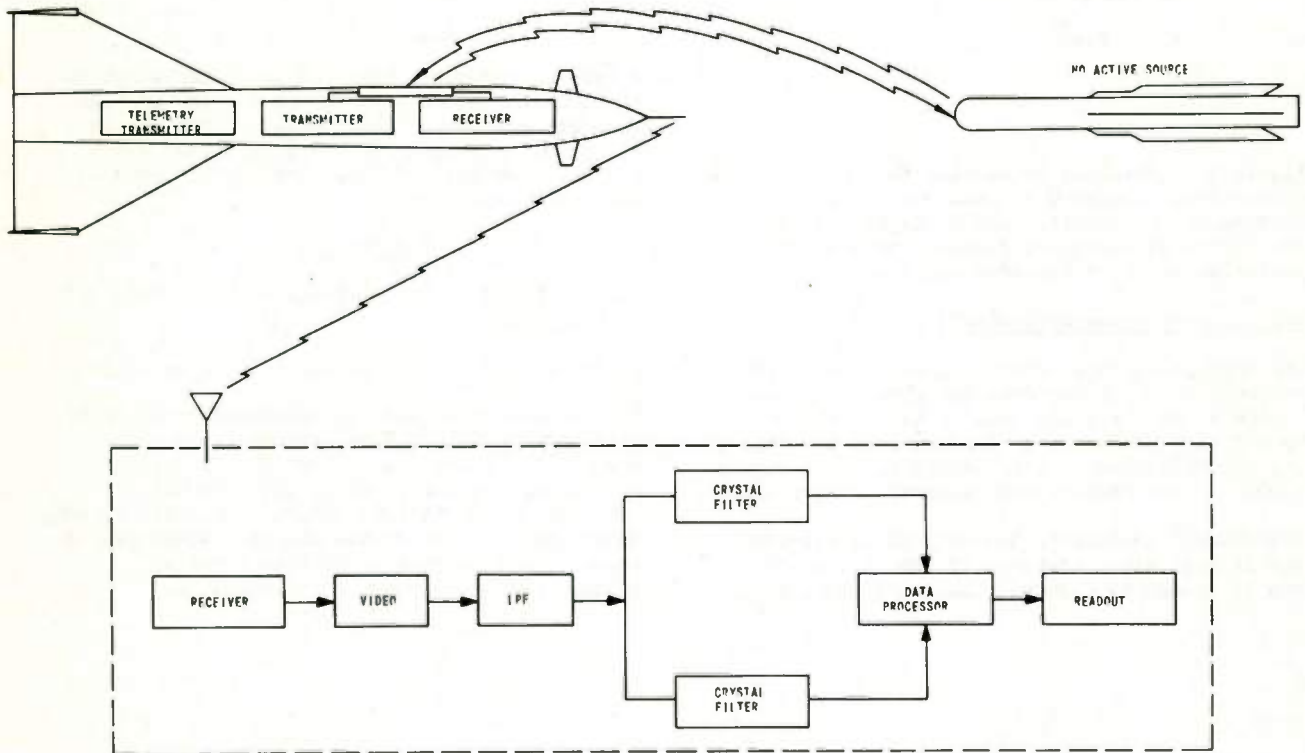 NO ACTIVE SOURCE
TELEMETRY
TRANSMITTER
TRANSMITTER
RECEIVER
CRYSTAL
FILTER
RECEIVER
VIDEO
LPF
DATA
PROCESSOR
READOUT
CRYSTAL
FILTER